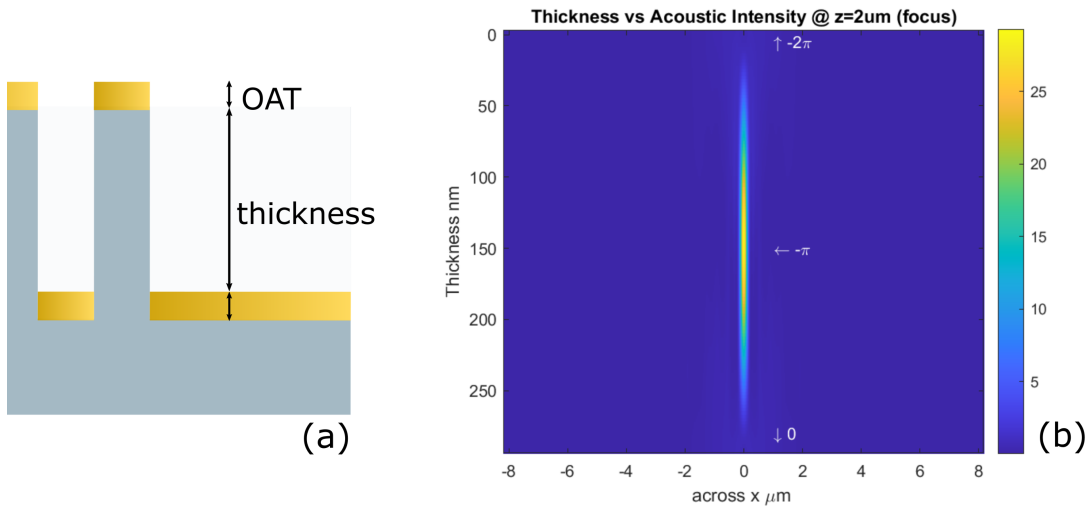 OAT
thickness
(a)
Thickness vs Acoustic Intensity @ z=2um (focus)
Thickness nm
0
50
100
150
200
250
↑ -2π
← -π
↓ 0
-8 -6 -4 -2 0 2 4 6 8
across x μm
25
20
15
10
5
(b)